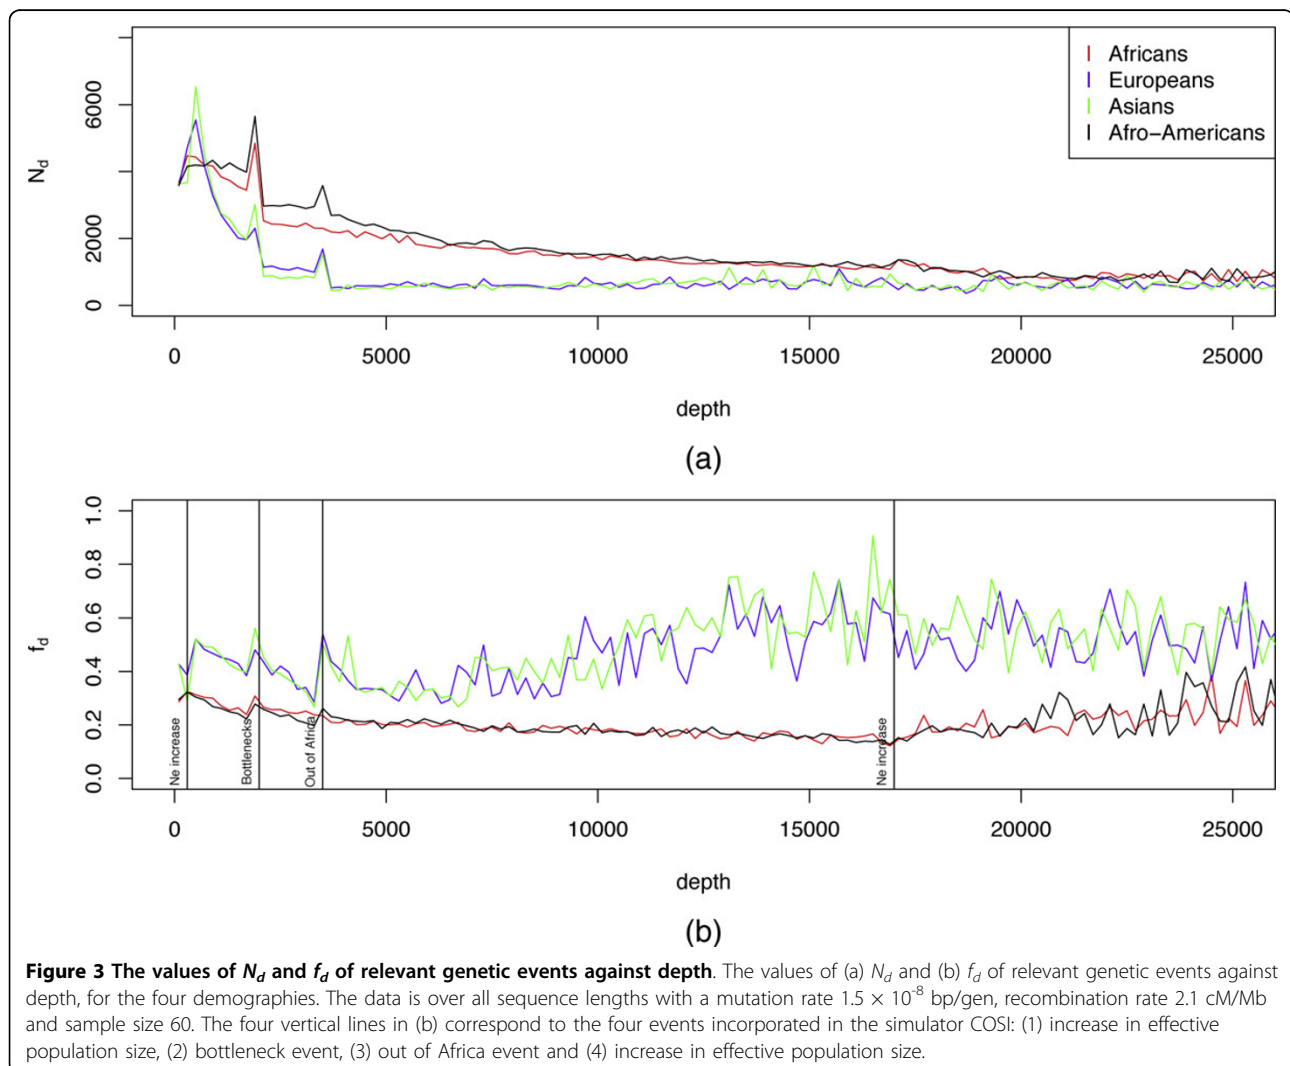 Africans
Europeans
Asians
Afro-Americans
N_d
0
2000
6000
0
5000
10000
15000
20000
25000
depth
(a)
f_d
0.0
0.2
0.4
0.6
0.8
1.0
Ne increase
Bottlenecks
Out of Africa
Ne increase
0
5000
10000
15000
20000
25000
depth
(b)
Figure 3 The values of N_d and f_d of relevant genetic events against depth. The values of (a) N_d and (b) f_d of relevant genetic events against
depth, for the four demographies. The data is over all sequence lengths with a mutation rate 1.5 × 10^-8 bp/gen, recombination rate 2.1 cM/Mb
and sample size 60. The four vertical lines in (b) correspond to the four events incorporated in the simulator COSI: (1) increase in effective
population size, (2) bottleneck event, (3) out of Africa event and (4) increase in effective population size.